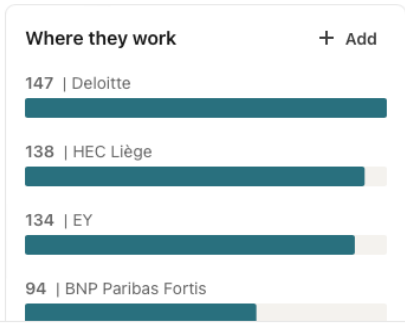 Where they work + Add
147 | Deloitte
138 | HEC Liège
134 | EY
94 | BNP Paribas Fortis